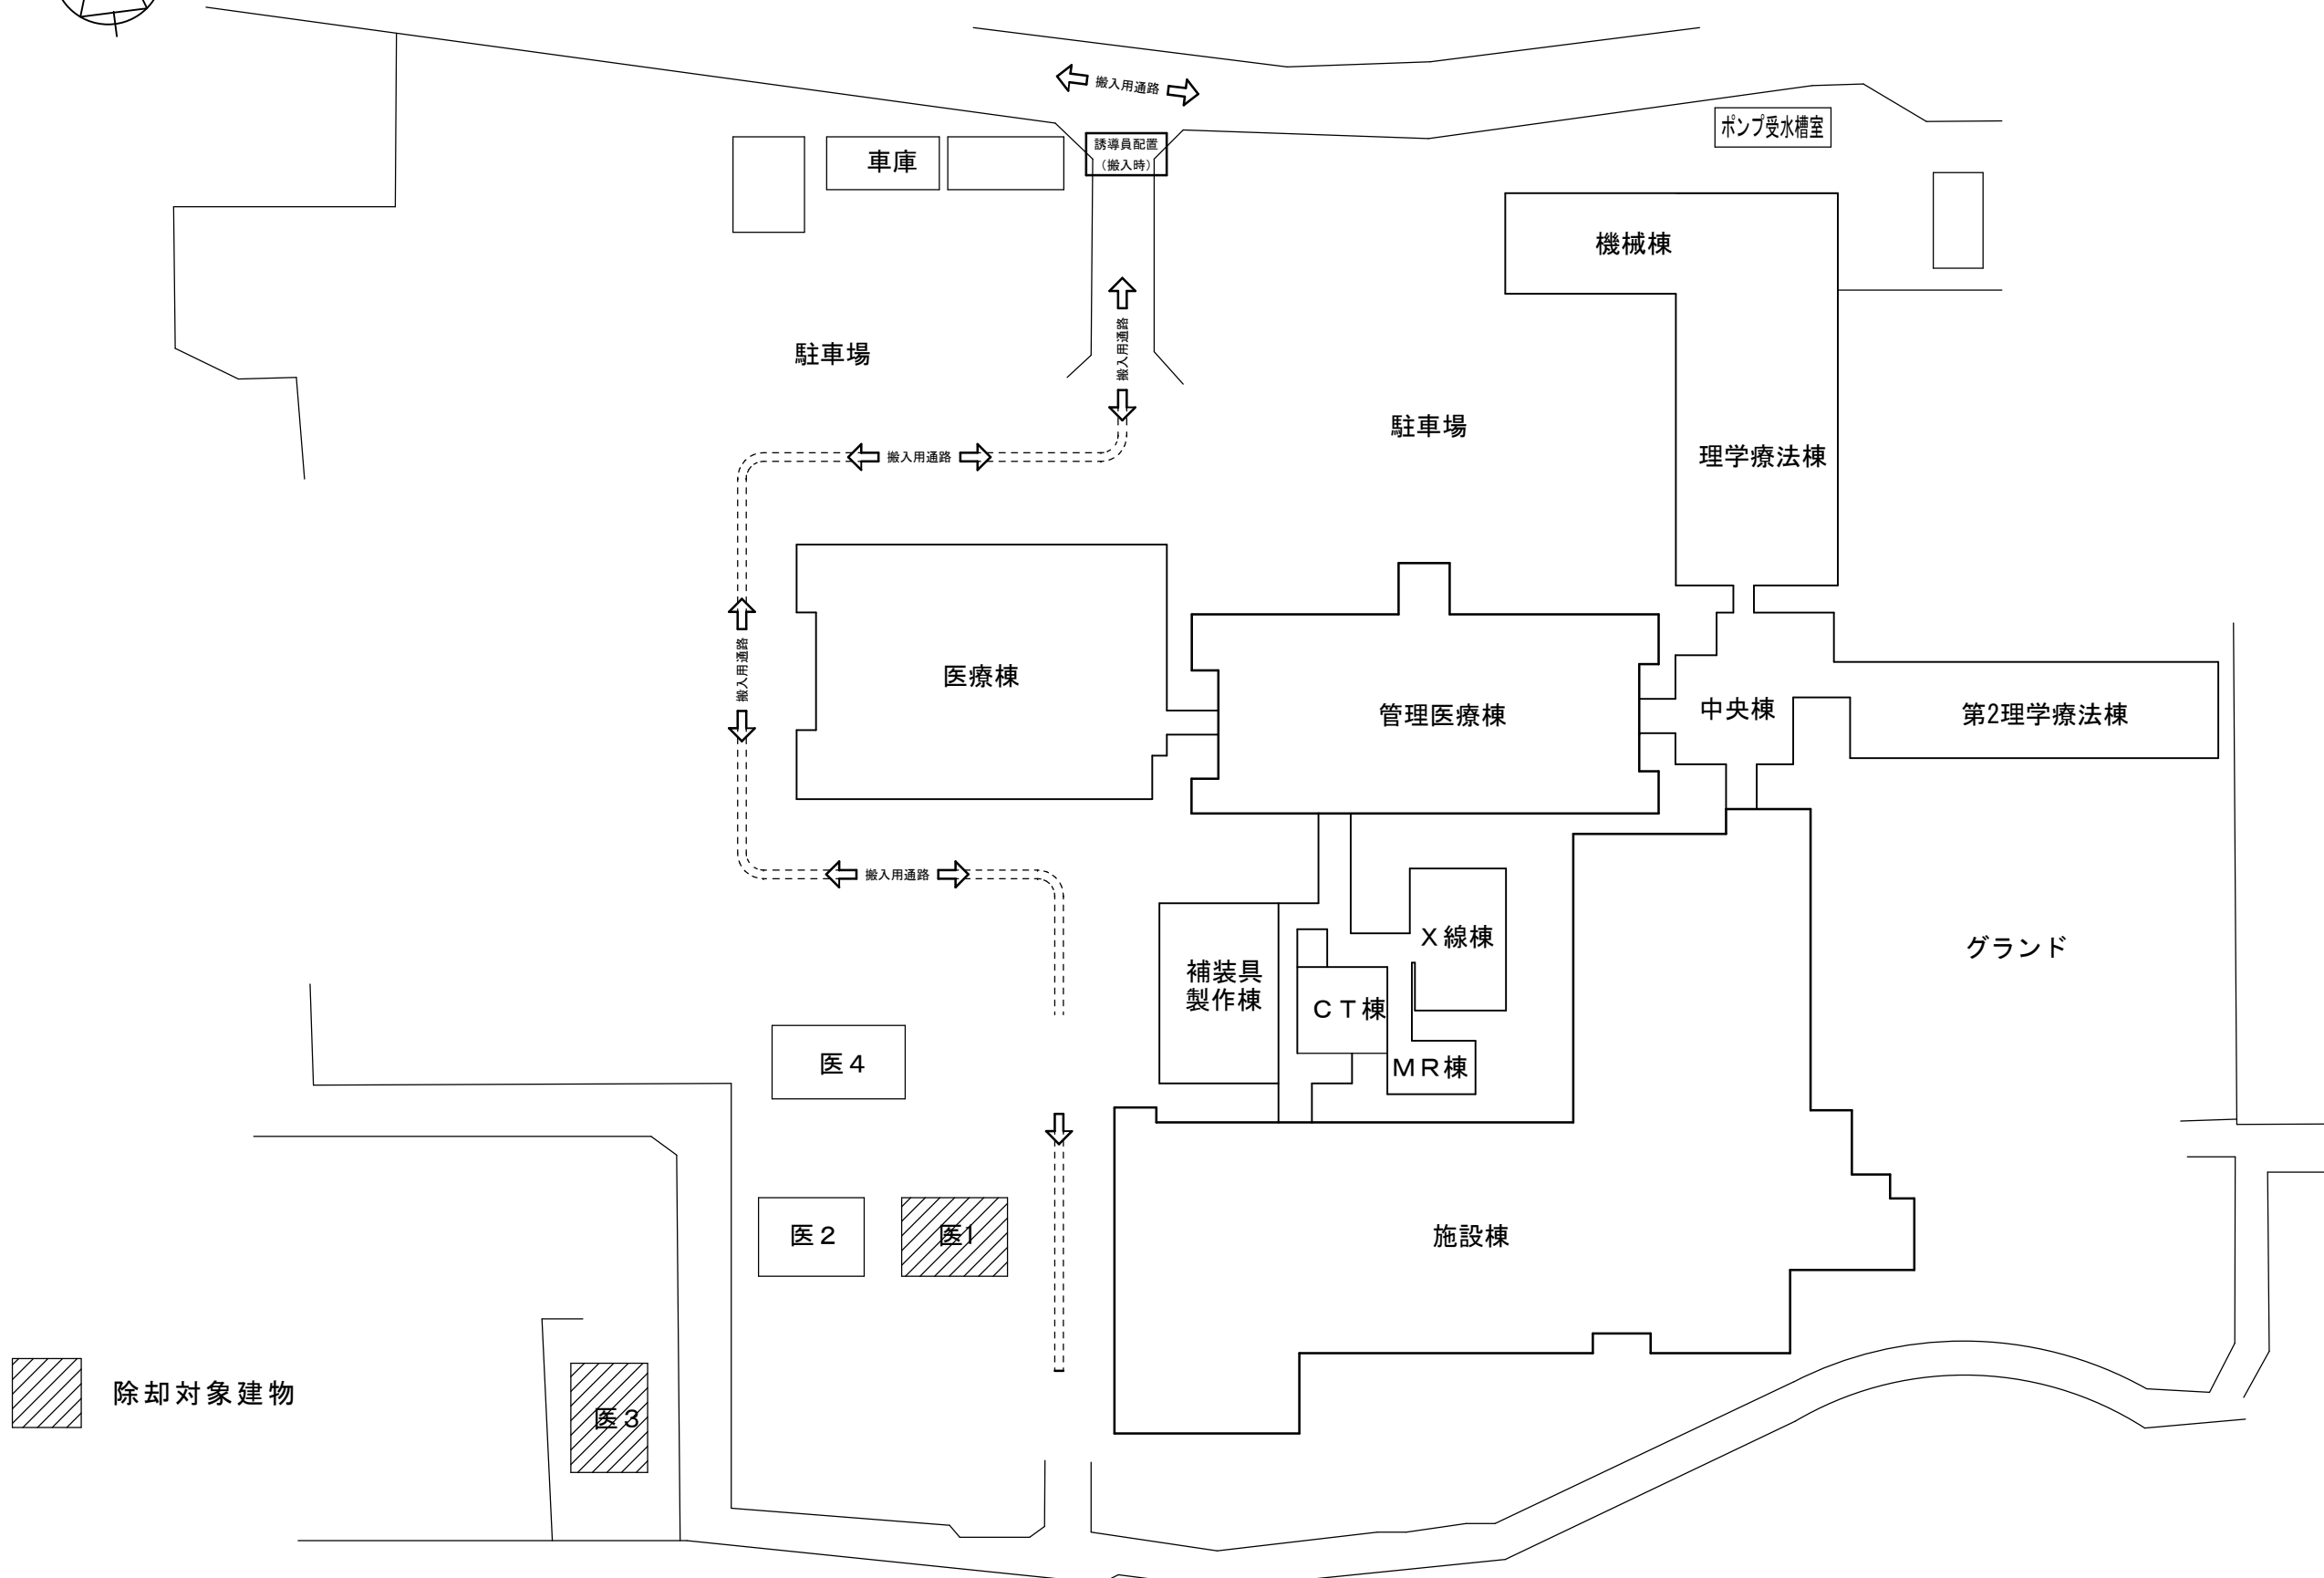 搬入用通路
誘導員配置
（搬入時）
ポンプ受水槽室
車庫
機械棟
搬入用通路
駐車場
駐車場
搬入用通路
理学療法棟
搬入用通路
医療棟
管理医療棟
中央棟
第2理学療法棟
搬入用通路
X線棟
グランド
補装具
製作棟
CT棟
医4
MR棟
医2
医1
施設棟
除却対象建物
医3